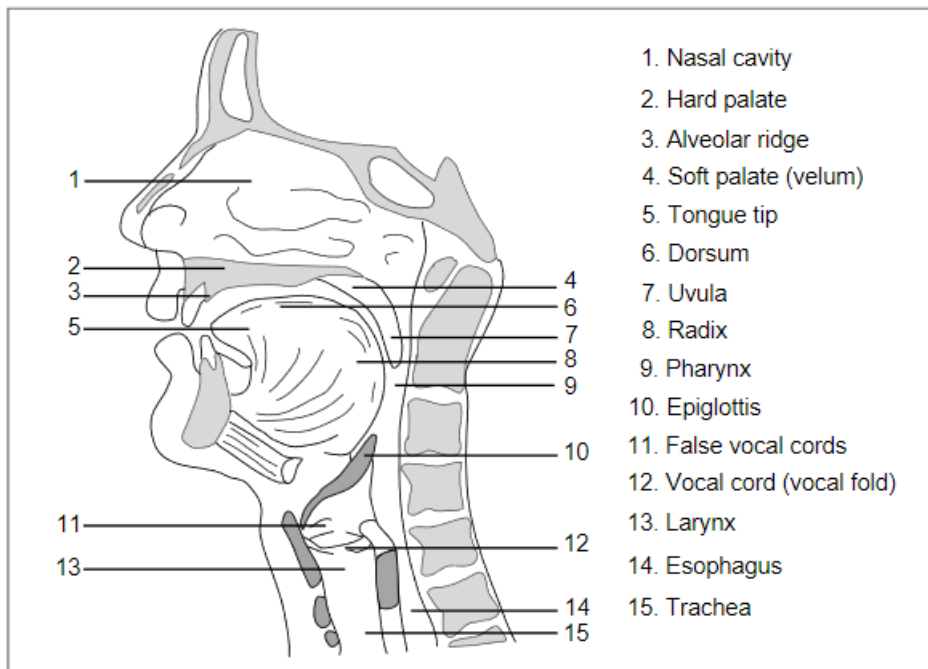 1
2
3
5
11
13
4
6
7
8
9
10
12
14
15
1. Nasal cavity
2. Hard palate
3. Alveolar ridge
4. Soft palate (velum)
5. Tongue tip
6. Dorsum
7. Uvula
8. Radix
9. Pharynx
10. Epiglottis
11. False vocal cords
12. Vocal cord (vocal fold)
13. Larynx
14. Esophagus
15. Trachea